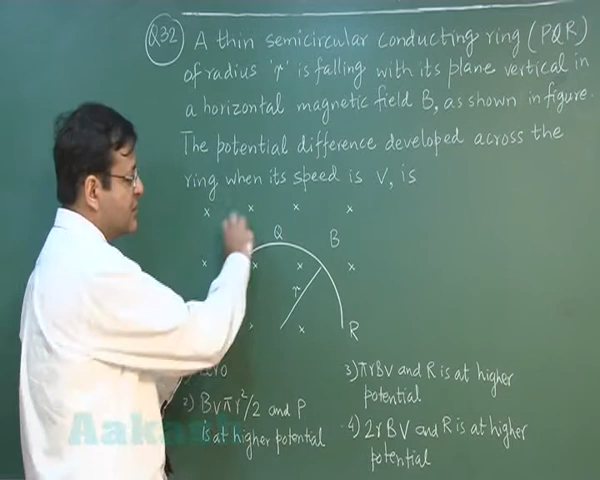 Q32 A thin semicircular conducting ring (PQR)
of radius 'r' is falling with its plane vertical in
a horizontal magnetic field B, as shown in figure.
The potential difference developed across the
ring when its speed is V, is
x x x x
Q B
x x x x
r
x R
3) πrBV and R is at higher
potential
2) BVπr²/2 and P
is at higher potential
4) 2rBV and R is at higher
potential
Aakash